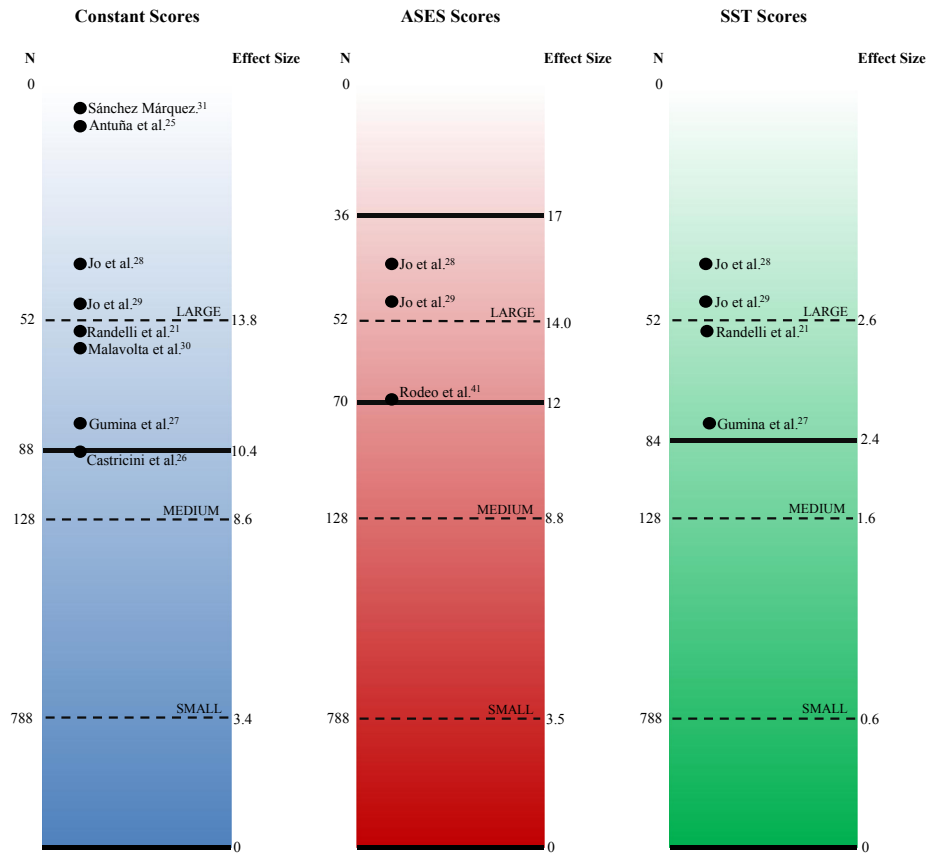 Constant Scores
N Effect Size
0
Sánchez Márquez.31
Antuña et al.25
Jo et al.28
Jo et al.29
LARGE
52 13.8
Randelli et al.21
Malavolta et al.30
Gumina et al.27
88 10.4
Castricini et al.26
MEDIUM
128 8.6
SMALL
788 3.4
0
ASES Scores
N Effect Size
0
36 17
Jo et al.28
Jo et al.29
LARGE
52 14.0
Rodeo et al.41
70 12
MEDIUM
128 8.8
SMALL
788 3.5
0
SST Scores
N Effect Size
0
Jo et al.28
Jo et al.29
LARGE
52 2.6
Randelli et al.21
Gumina et al.27
84 2.4
MEDIUM
128 1.6
SMALL
788 0.6
0